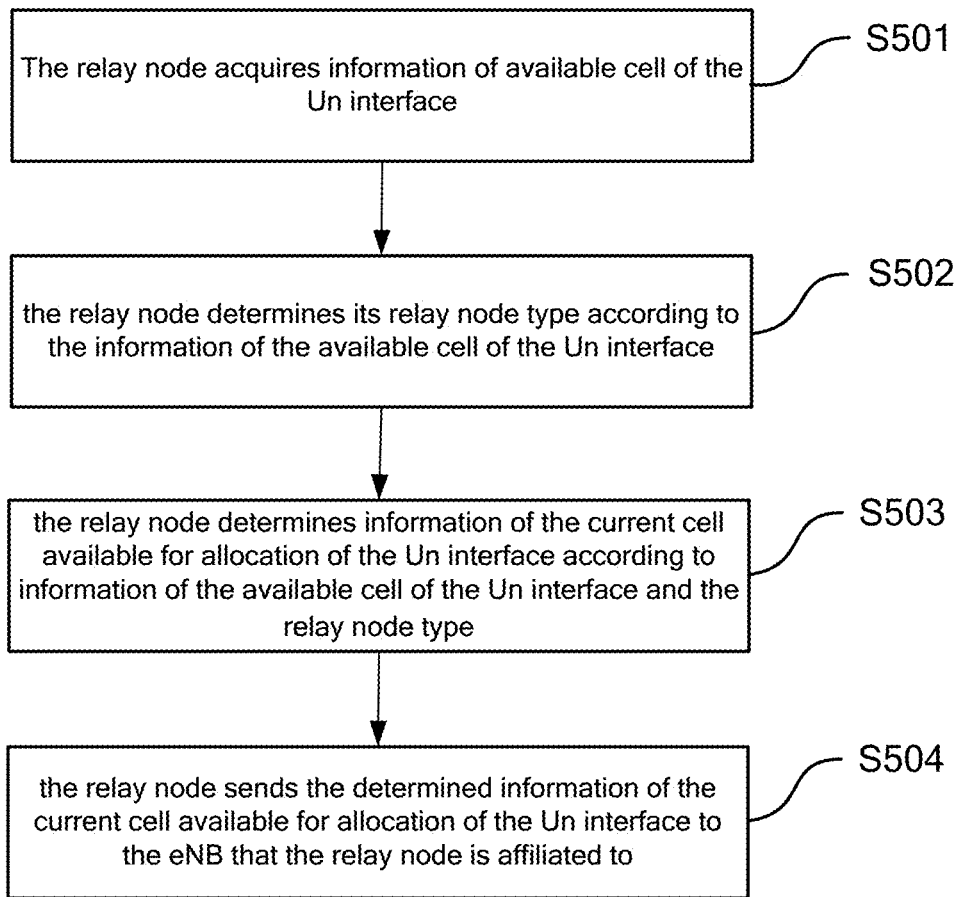 The relay node acquires information of available cell of the
Un interface
S501
the relay node determines its relay node type according to
the information of the available cell of the Un interface
S502
the relay node determines information of the current cell
available for allocation of the Un interface according to
information of the available cell of the Un interface and the
relay node type
S503
the relay node sends the determined information of the
current cell available for allocation of the Un interface to
the eNB that the relay node is affiliated to
S504